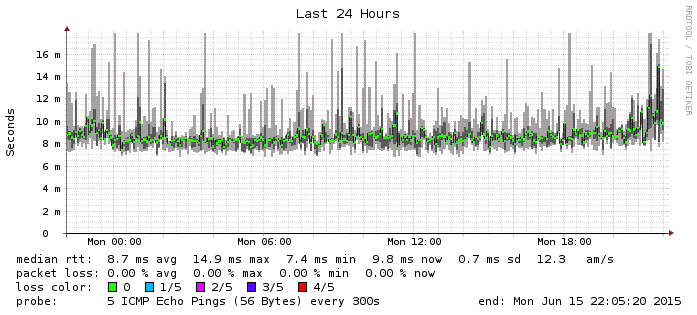 Last 24 Hours
RRDTOOL / TOBI OETIKER
Seconds
16 m
14 m
12 m
10 m
8 m
6 m
4 m
2 m
0
Mon 00:00 Mon 06:00 Mon 12:00 Mon 18:00
median rtt: 8.7 ms avg 14.9 ms max 7.4 ms min 9.8 ms now 0.7 ms sd 12.3 am/s
packet loss: 0.00 % avg 0.00 % max 0.00 % min 0.00 % now
loss color: 0 1/5 2/5 3/5 4/5
probe: 5 ICMP Echo Pings (56 Bytes) every 300s end: Mon Jun 15 22:05:20 2015